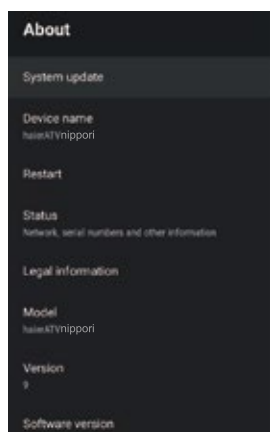 About
System update
Device name
haierATVnippori
Restart
Status
Network, serial numbers and other information
Legal information
Model
haierATVnippori
Version
9
Software version